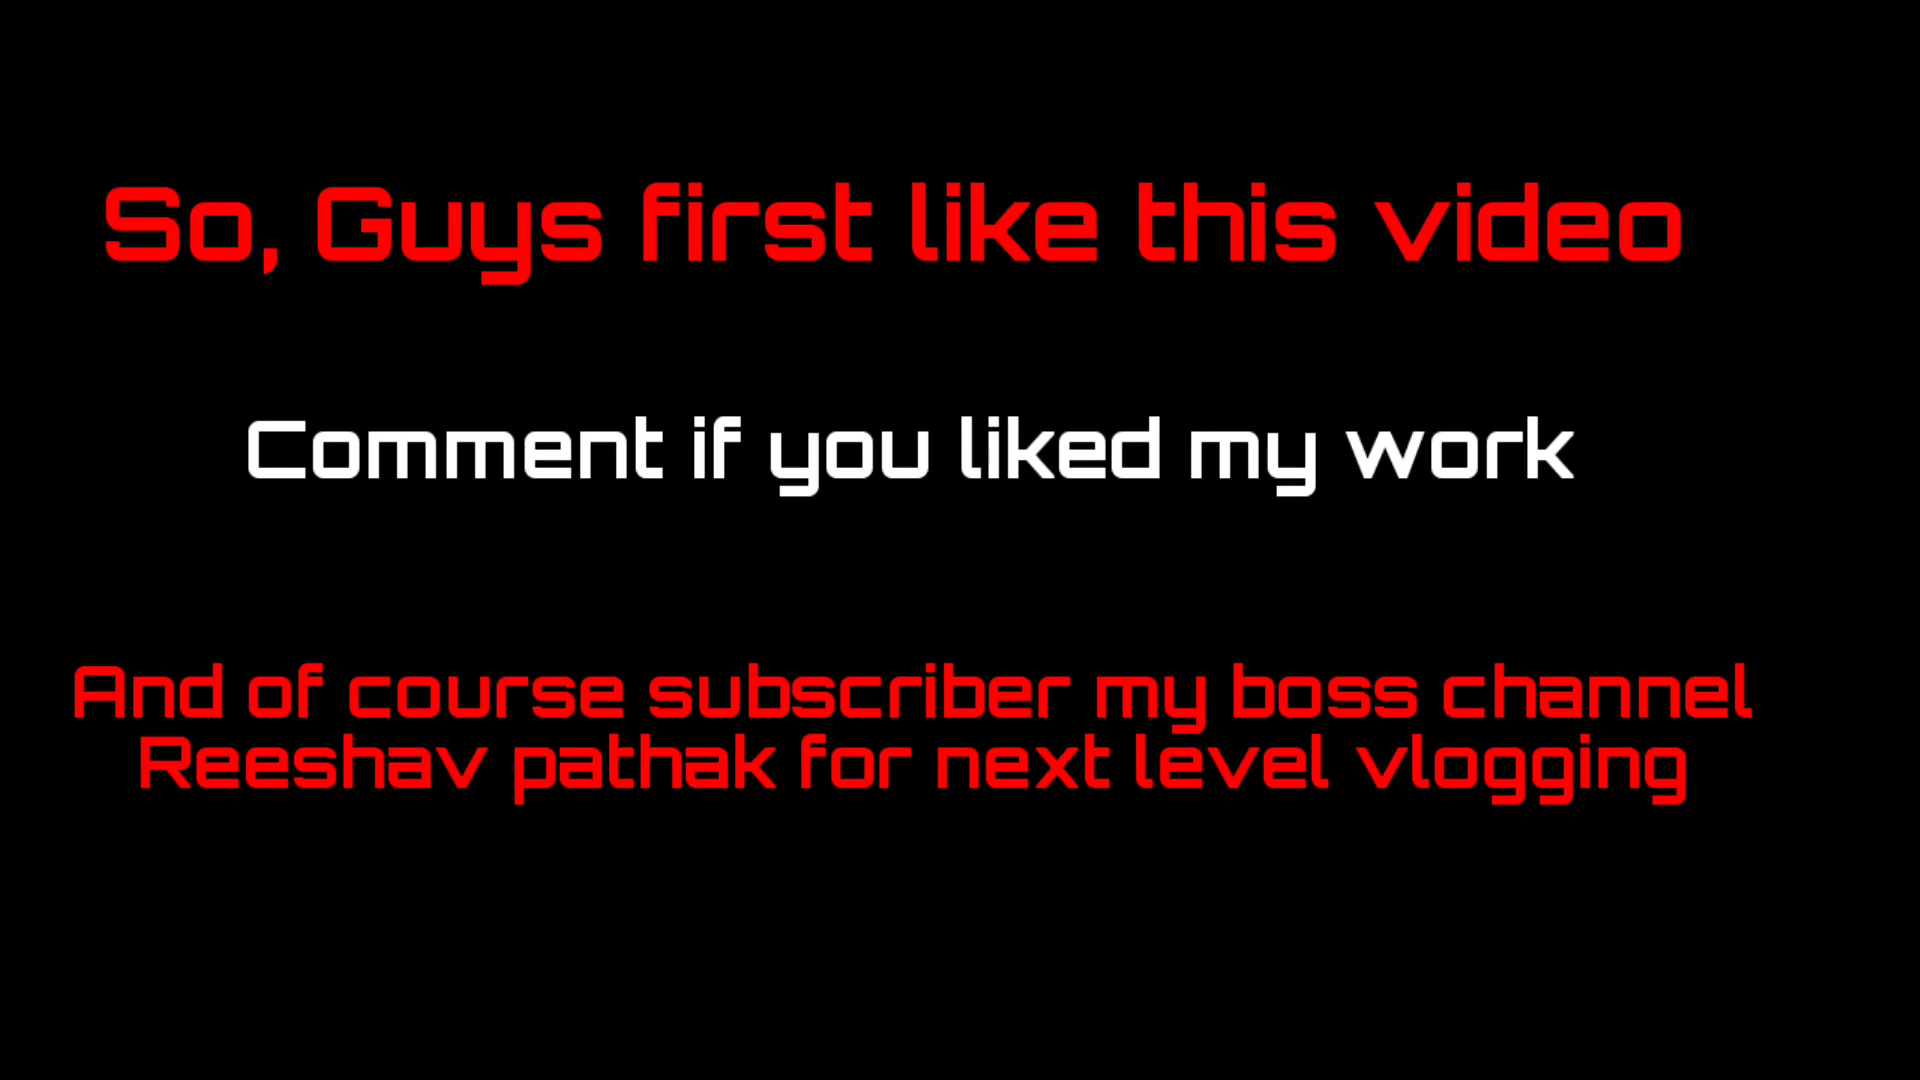 So, Guys first like this video
Comment if you liked my work
And of course subscriber my boss channel
Reeshav pathak for next level vlogging